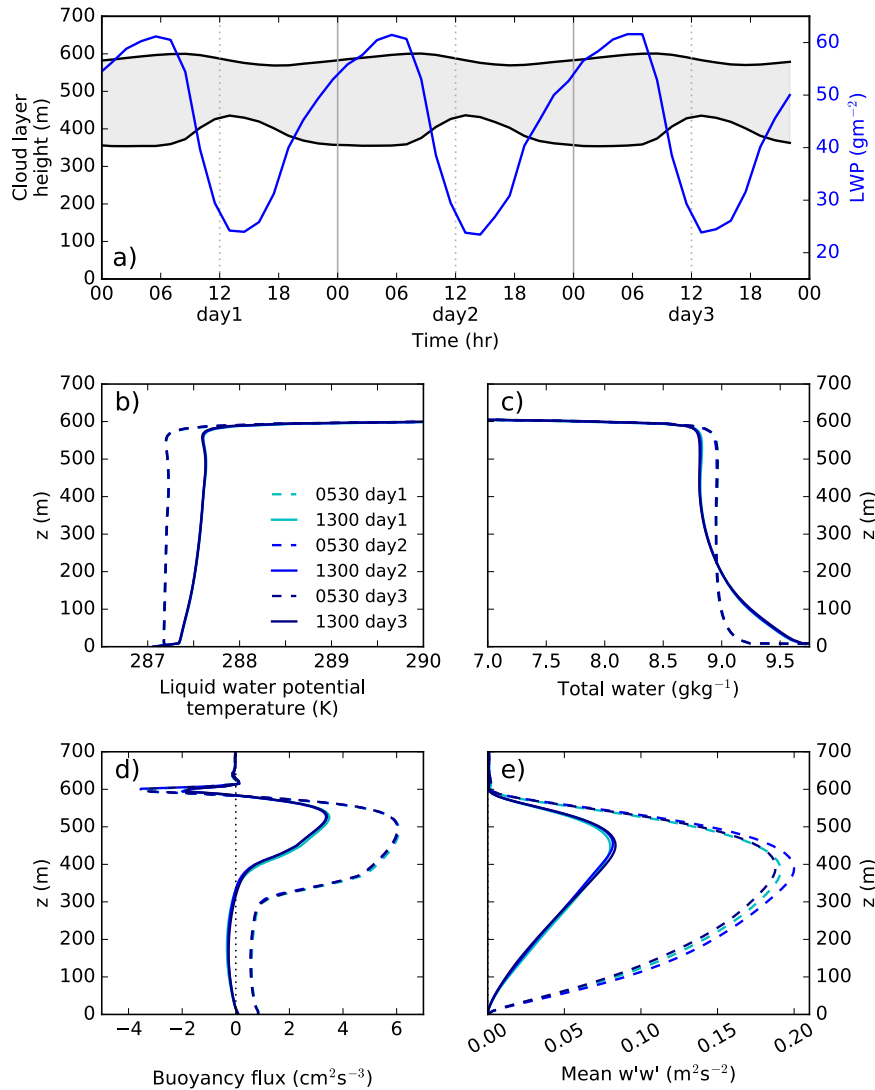 700
600
500
400
300
200
100
0
Cloud layer
height (m)
a)
60
50
40
30
20
LWP (gm⁻²)
00 06 12 18 00 06 12 18 00 06 12 18 00
day1 day2 day3
Time (hr)
b)
700
600
500
400
300
200
100
0
z (m)
0530 day1
1300 day1
0530 day2
1300 day2
0530 day3
1300 day3
287 288 289 290
Liquid water potential
temperature (K)
c)
700
600
500
400
300
200
100
0
z (m)
7.0 7.5 8.0 8.5 9.0 9.5
Total water (gkg⁻¹)
d)
700
600
500
400
300
200
100
0
z (m)
−4 −2 0 2 4 6
Buoyancy flux (cm²s⁻³)
e)
700
600
500
400
300
200
100
0
z (m)
0.00 0.05 0.10 0.15 0.20
Mean w'w' (m²s⁻²)